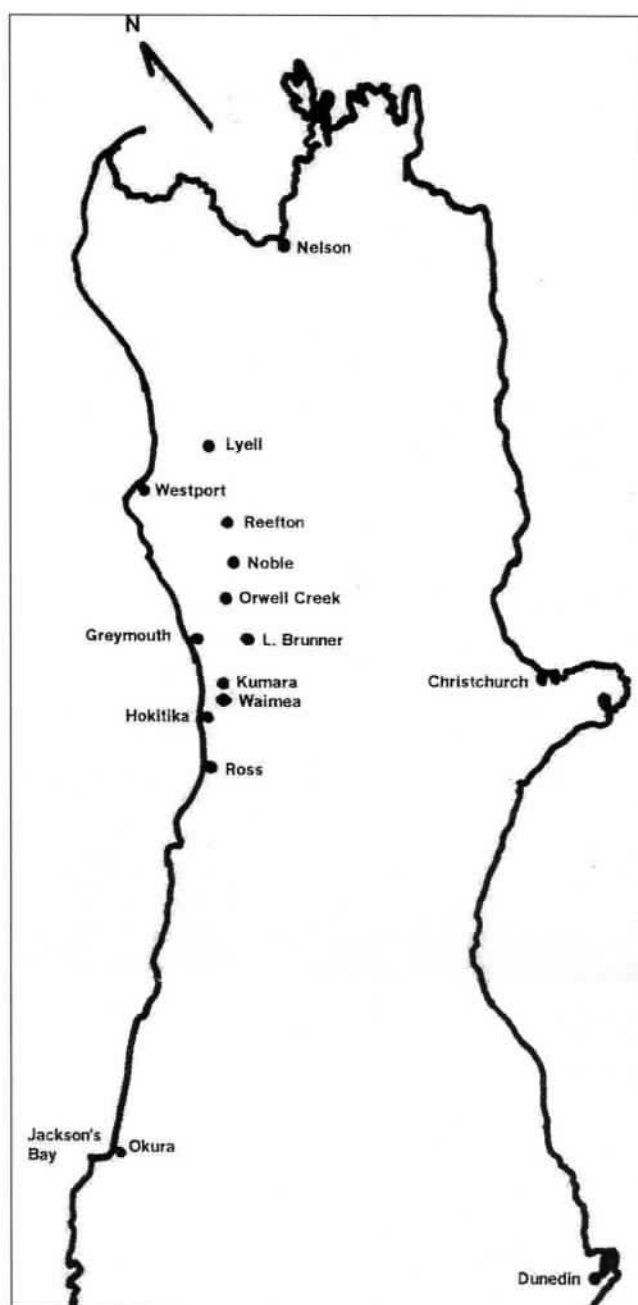 N
Nelson
Lyell
Westport
Reefton
Noble
Orwell Creek
Greymouth
L. Brunner
Kumara
Christchurch
Waimea
Hokitika
Ross
Jackson's
Bay
Okura
Dunedin